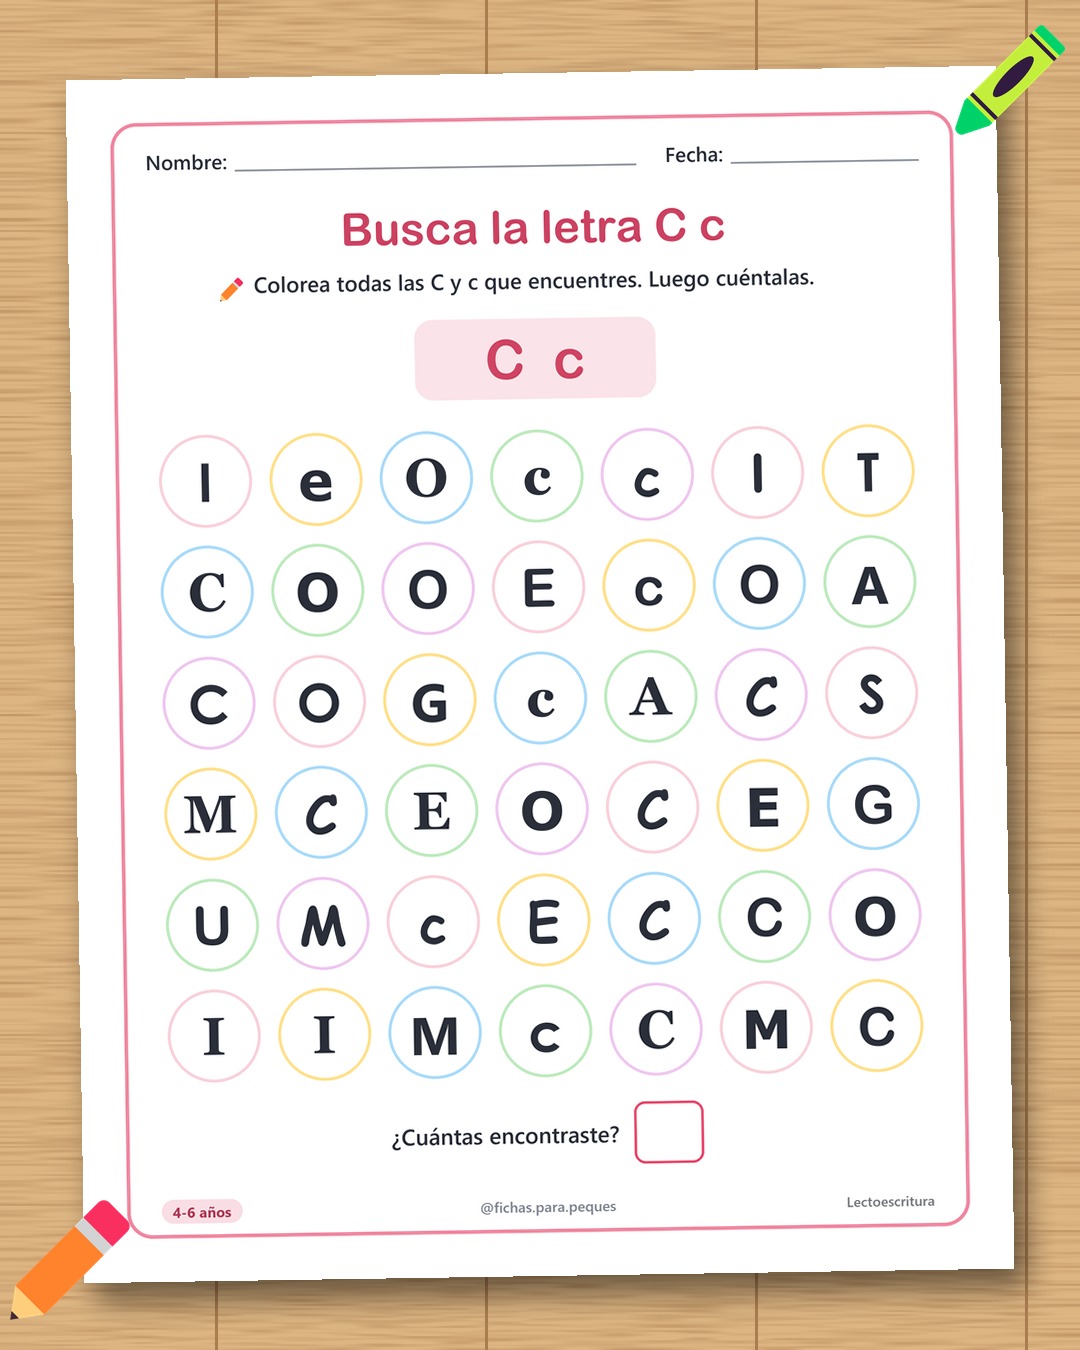 Nombre: Fecha:
Busca la letra C c
Colorea todas las C y c que encuentres. Luego cuéntalas.
C c
l e O c c l T
C O O E c O A
C O G c A C S
M C E O C E G
U M c E C C O
I I M c C M C
¿Cuántas encontraste?
4-6 años @fichas.para.peques Lectoescritura